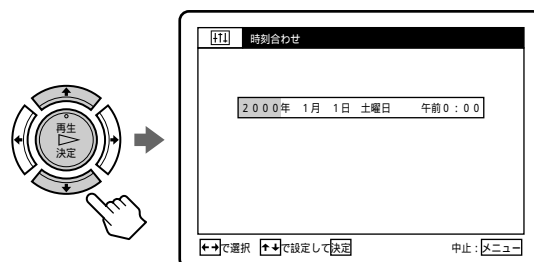 時刻合わせ
2000年 1月 1日 土曜日 午前0:00
再生
決定
←→で選択 ↑↓で設定して決定 中止:メニュー